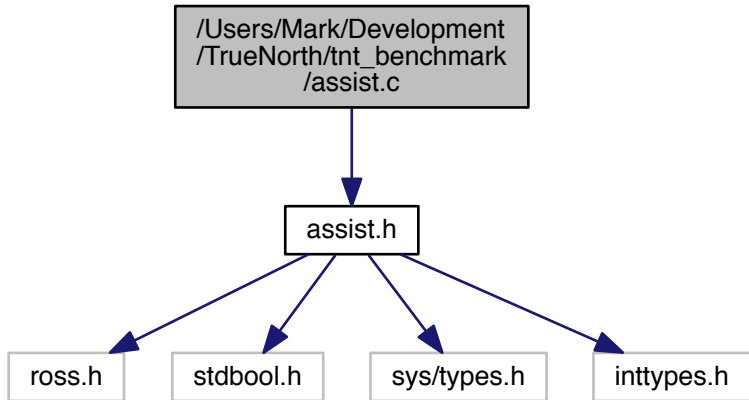 /Users/Mark/Development
/TrueNorth/tnt_benchmark
/assist.c
assist.h
ross.h
stdbool.h
sys/types.h
inttypes.h